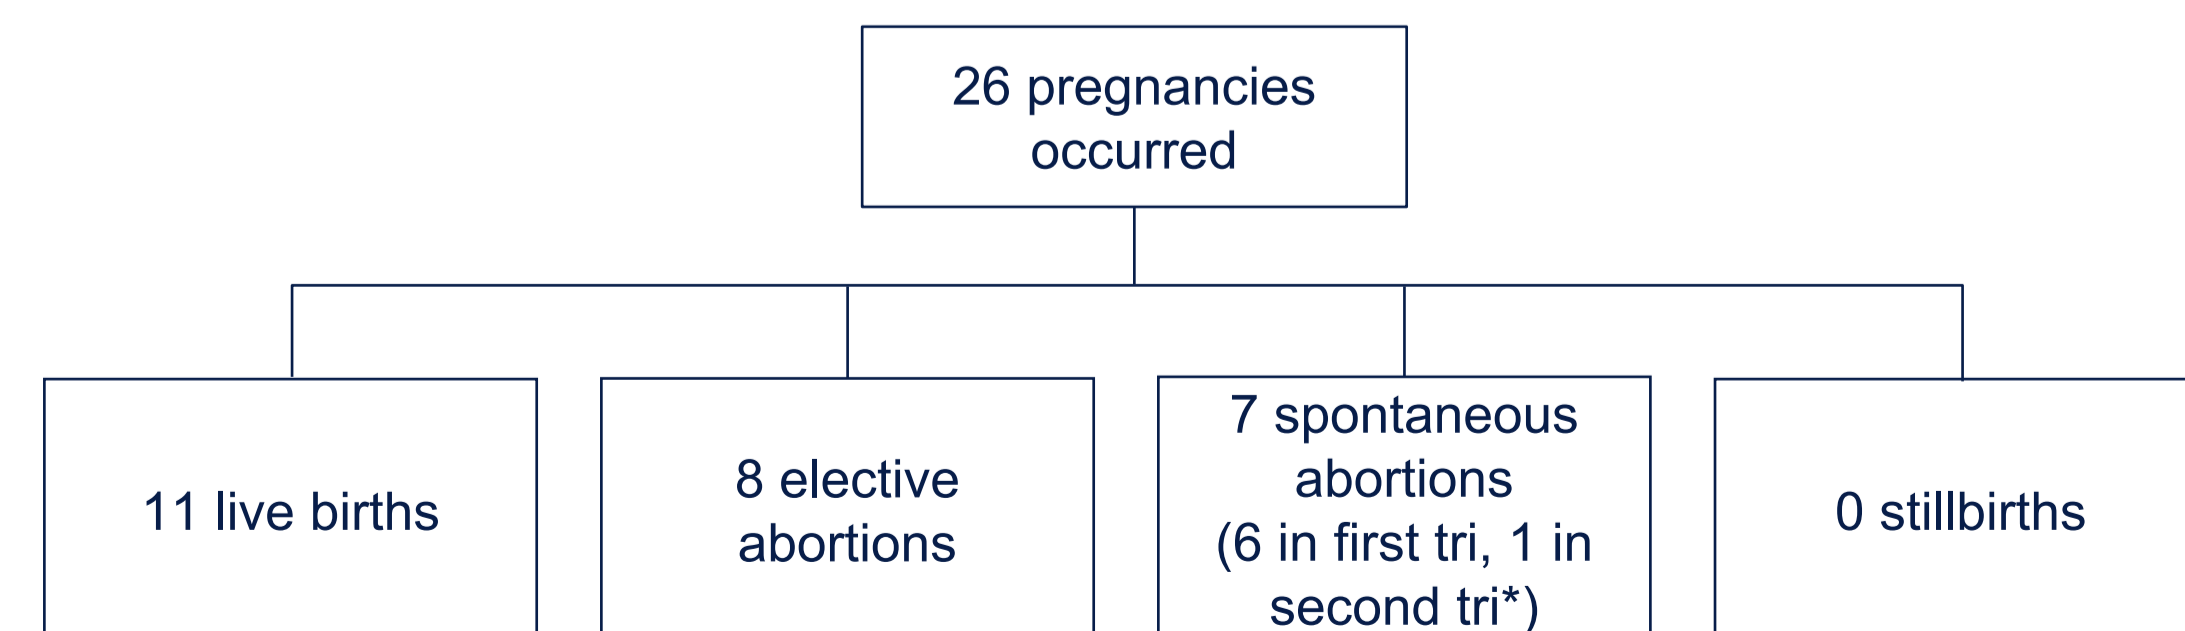 26 pregnancies
occurred
11 live births
8 elective
abortions
7 spontaneous
abortions
(6 in first tri, 1 in
second tri*)
0 stillbirths